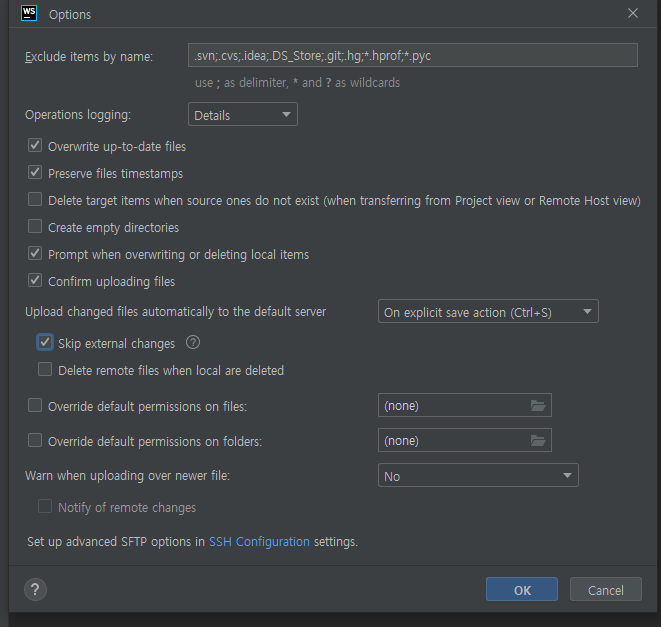 WS Options
Exclude items by name: .svn;.cvs;.idea;.DS_Store;.git;.hg;*.hprof;*.pyc
use ; as delimiter, * and ? as wildcards
Operations logging: Details
Overwrite up-to-date files
Preserve files timestamps
Delete target items when source ones do not exist (when transferring from Project view or Remote Host view)
Create empty directories
Prompt when overwriting or deleting local items
Confirm uploading files
Upload changed files automatically to the default server On explicit save action (Ctrl+S)
Skip external changes ?
Delete remote files when local are deleted
Override default permissions on files: (none)
Override default permissions on folders: (none)
Warn when uploading over newer file: No
Notify of remote changes
Set up advanced SFTP options in SSH Configuration settings.
? OK Cancel